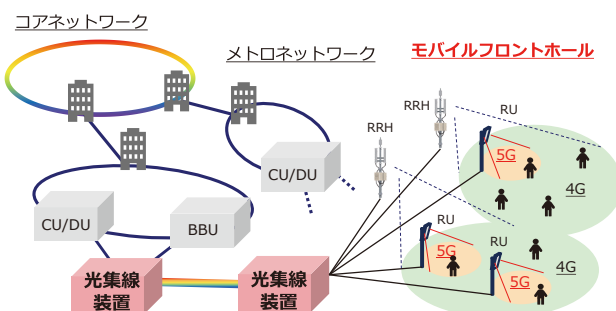 コアネットワーク
メトロネットワーク
モバイルフロントホール
RRH
RU
RRH
5G
4G
CU/DU
CU/DU
BBU
RU
5G
RU
5G
4G
光集線
装置
光集線
装置